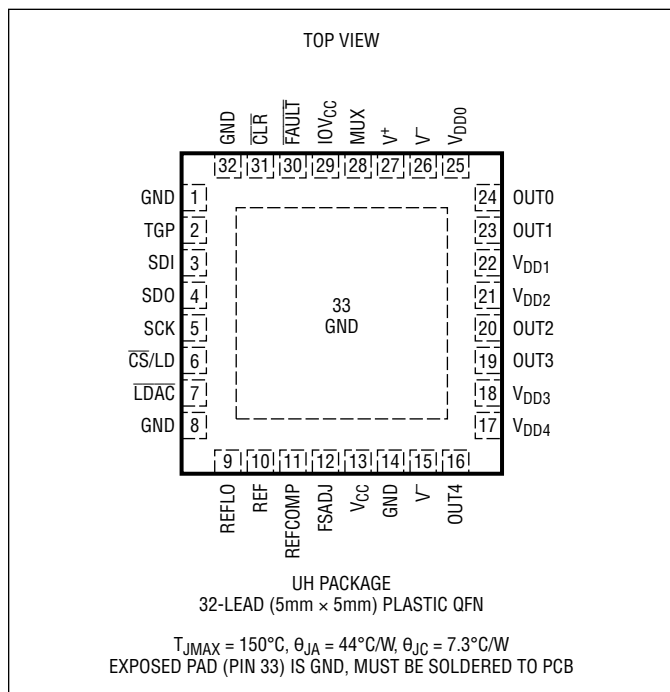 TOP VIEW
GND
C̅L̅R̅
F̅A̅U̅L̅T̅
IOVCC
MUX
V+
V–
VDD0
32 31 30 29 28 27 26 25
GND 1
TGP 2
SDI 3
SDO 4
SCK 5
C̅S̅/LD 6
L̅D̅A̅C̅ 7
GND 8
33
GND
24 OUT0
23 OUT1
22 VDD1
21 VDD2
20 OUT2
19 OUT3
18 VDD3
17 VDD4
9 10 11 12 13 14 15 16
REFLO
REF
REFCOMP
FSADJ
VCC
GND
V–
OUT4
UH PACKAGE
32-LEAD (5mm × 5mm) PLASTIC QFN
TJMAX = 150°C, θJA = 44°C/W, θJC = 7.3°C/W
EXPOSED PAD (PIN 33) IS GND, MUST BE SOLDERED TO PCB